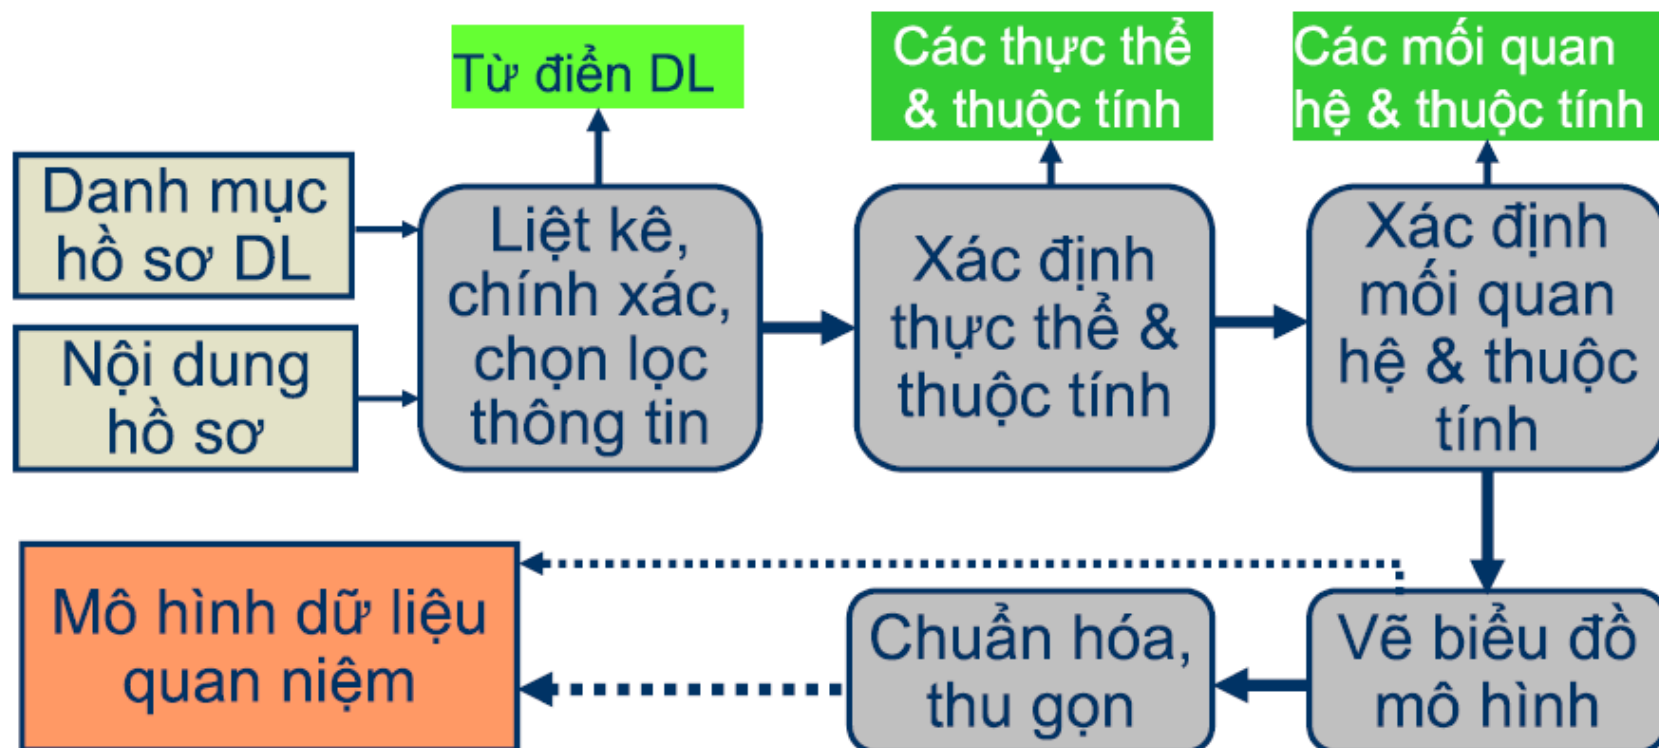 Từ điển DL
Các thực thể
& thuộc tính
Các mối quan
hệ & thuộc tính
Danh mục
hồ sơ DL
Nội dung
hồ sơ
Liệt kê,
chính xác,
chọn lọc
thông tin
Xác định
thực thể &
thuộc tính
Xác định
mối quan
hệ & thuộc
tính
Mô hình dữ liệu
quan niệm
Chuẩn hóa,
thu gọn
Vẽ biểu đồ
mô hình